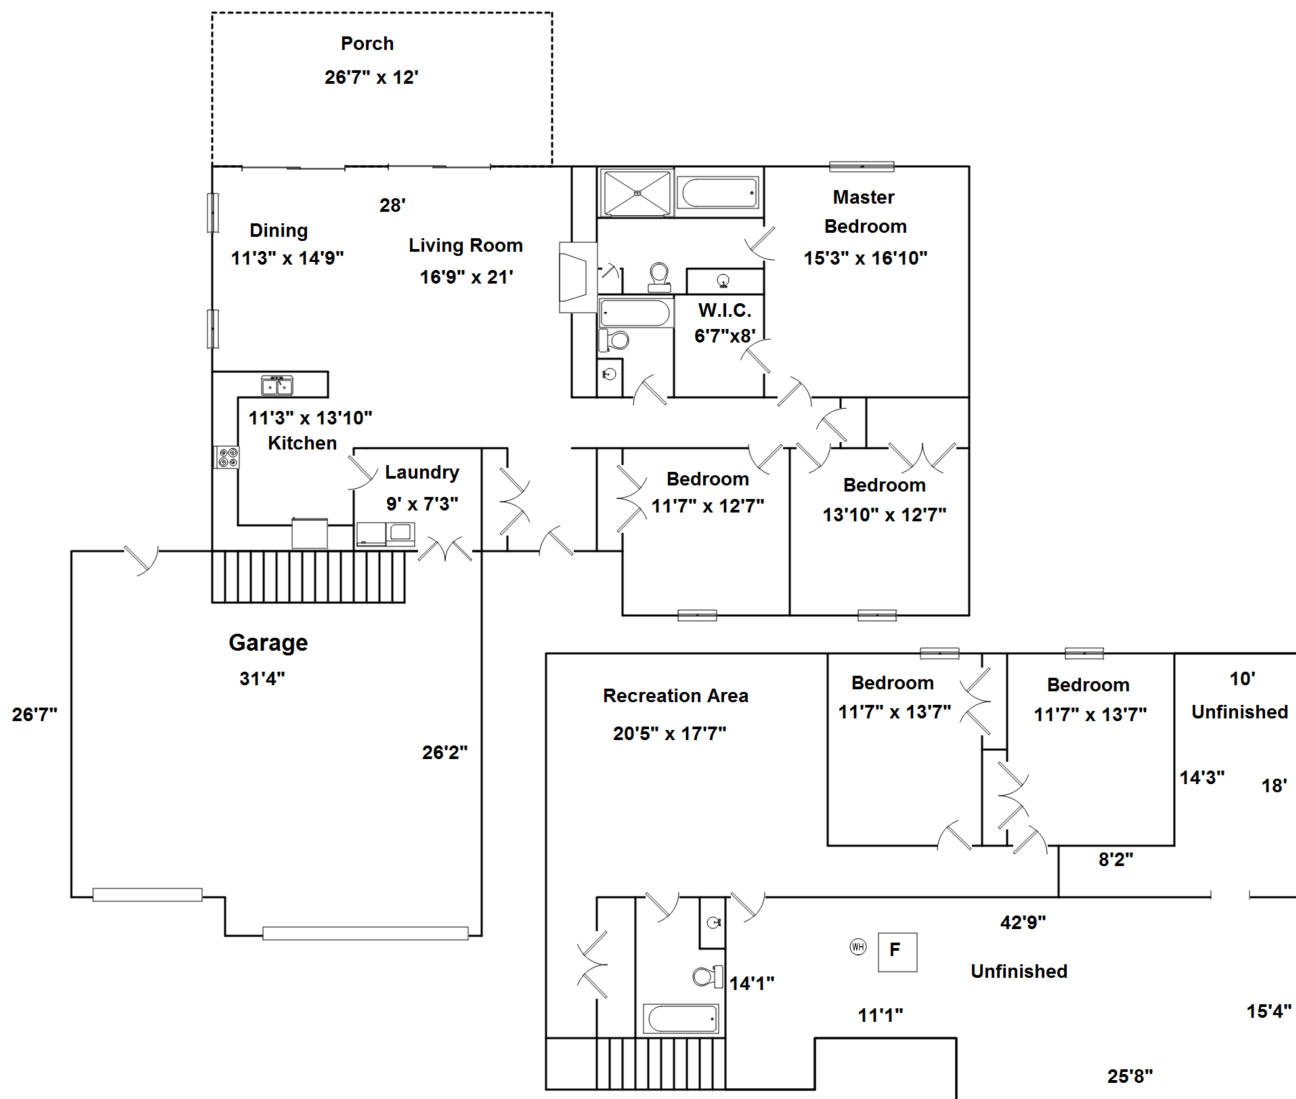 Porch
26'7" x 12'
28'
Dining
11'3" x 14'9"
Living Room
16'9" x 21'
Master
Bedroom
15'3" x 16'10"
W.I.C.
6'7"x8'
11'3" x 13'10"
Kitchen
Laundry
9' x 7'3"
Bedroom
11'7" x 12'7"
Bedroom
13'10" x 12'7"
Garage
31'4"
26'7"
26'2"
Recreation Area
20'5" x 17'7"
Bedroom
11'7" x 13'7"
Bedroom
11'7" x 13'7"
10'
Unfinished
14'3"
18'
8'2"
42'9"
WH
F
Unfinished
14'1"
11'1"
15'4"
25'8"